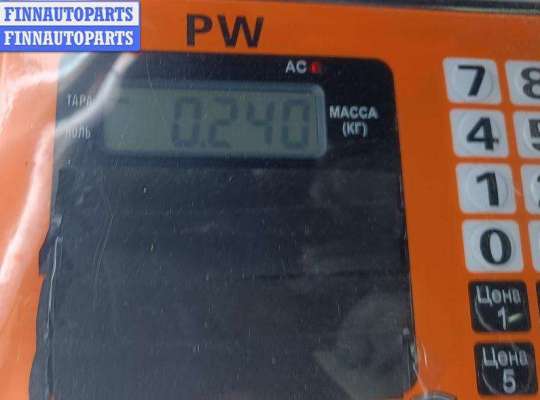 FINNAUTOPARTS
FINNAUTOPARTS
PW
AC
ТАРА
НОЛЬ
0.240
МАССА
(КГ)
7 8
4 5
1
0
Цена
1
Цена
5